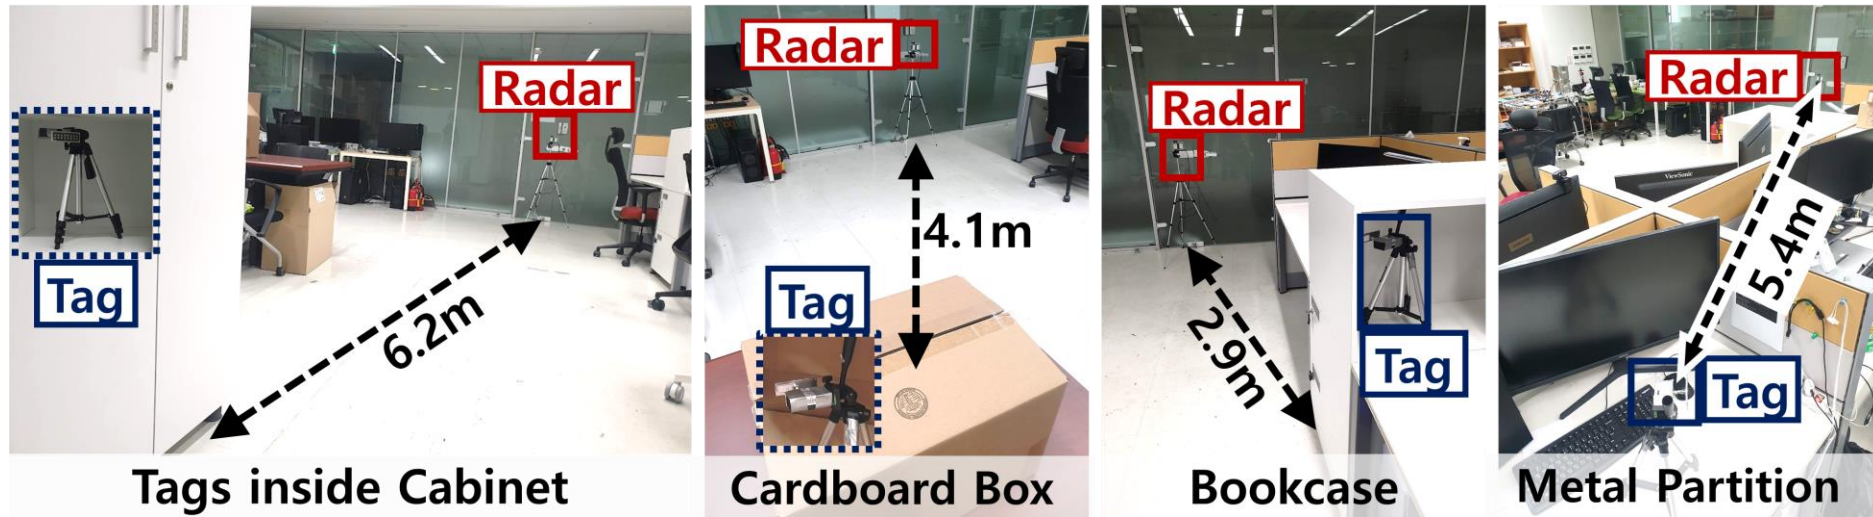 Radar
Tag
6.2m
Tags inside Cabinet
Radar
4.1m
Tag
Cardboard Box
Radar
2.9m
Tag
Bookcase
Radar
ViewSonic
5.4m
Tag
Metal Partition